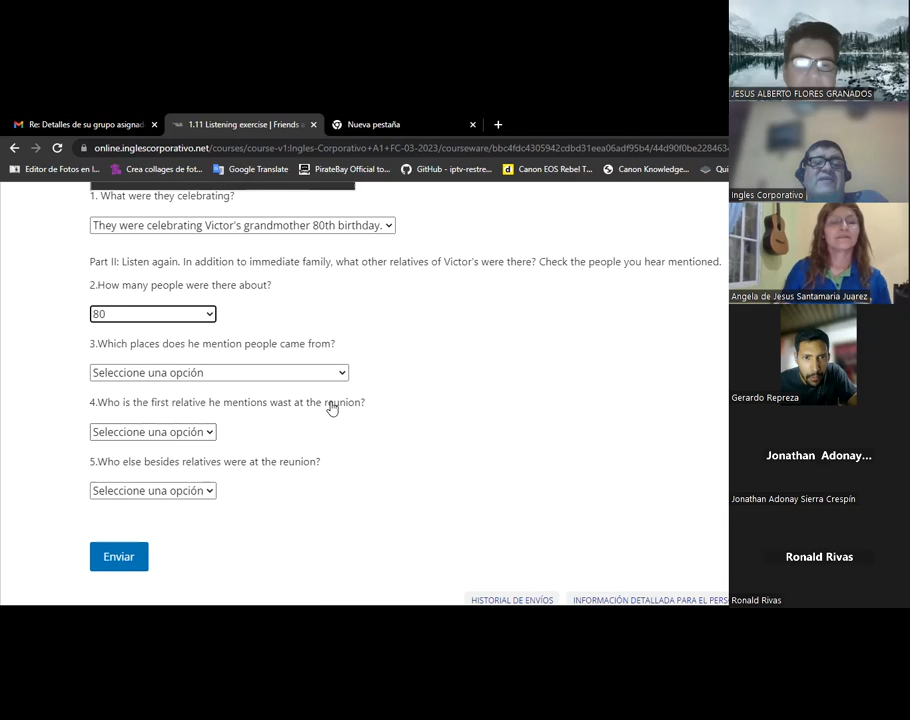 Re: Detalles de su grupo asignad
1.11 Listening exercise | Friends a
Nueva pestaña
online.inglescorporativo.net/courses/course-v1:Ingles-Corporativo+A1+FC-03-2023/courseware/bbc4fdc4305942cdbd31eea06adf95b4/44d90f0be2284634
Editor de Fotos en l...
Crea collages de fot...
Google Translate
PirateBay Official to...
GitHub - iptv-restre...
Canon EOS Rebel T...
Canon Knowledge...
Qui
1. What were they celebrating?
They were celebrating Victor's grandmother 80th birthday.
Part II: Listen again. In addition to immediate family, what other relatives of Victor's were there? Check the people you hear mentioned.
2.How many people were there about?
80
3.Which places does he mention people came from?
Seleccione una opción
4.Who is the first relative he mentions wast at the reunion?
Seleccione una opción
5.Who else besides relatives were at the reunion?
Seleccione una opción
Enviar
HISTORIAL DE ENVÍOS
INFORMACIÓN DETALLADA PARA EL PERS
JESUS ALBERTO FLORES GRANADOS
Ingles Corporativo
Angela de Jesus Santamaria Juarez
Gerardo Repreza
Jonathan Adonay...
Jonathan Adonay Sierra Crespín
Ronald Rivas
Ronald Rivas